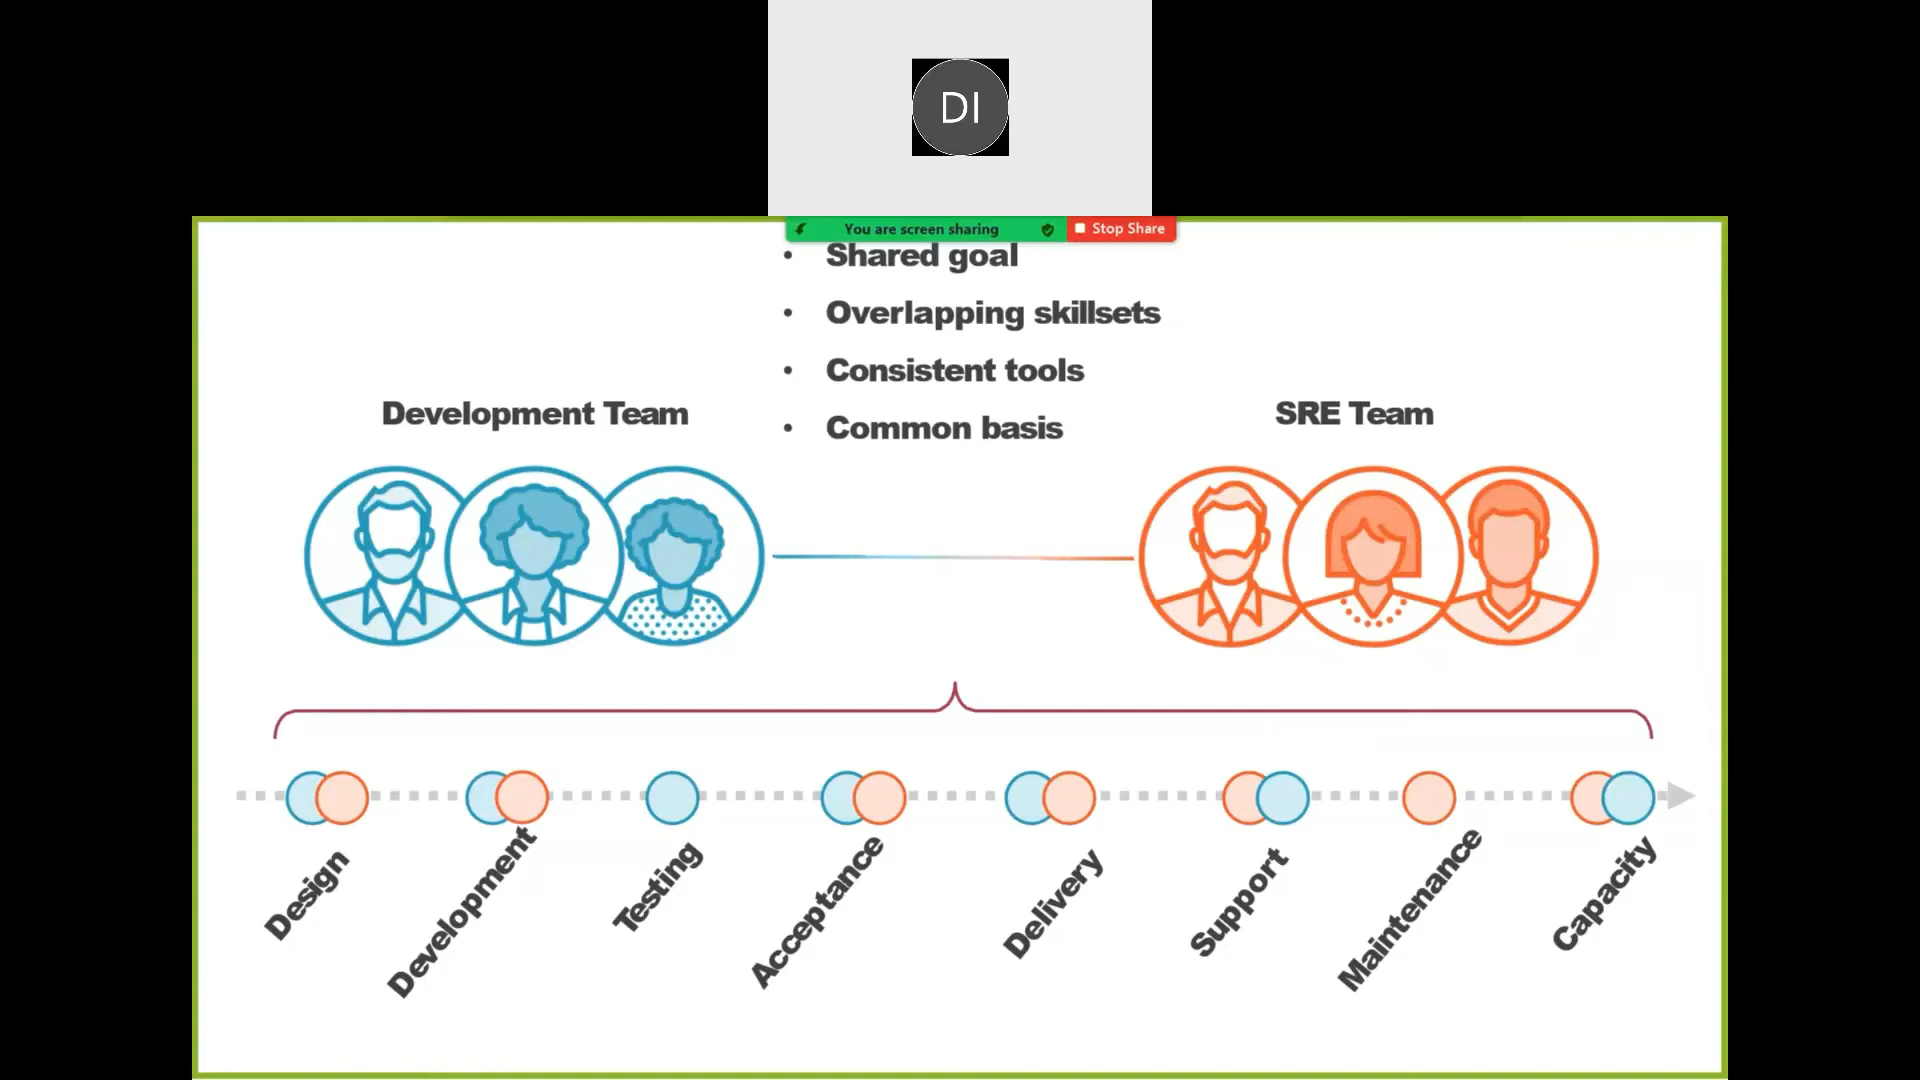 DI
You are screen sharing
Stop Share
• Shared goal
• Overlapping skillsets
• Consistent tools
• Common basis
Development Team
SRE Team
Design
Development
Testing
Acceptance
Delivery
Support
Maintenance
Capacity